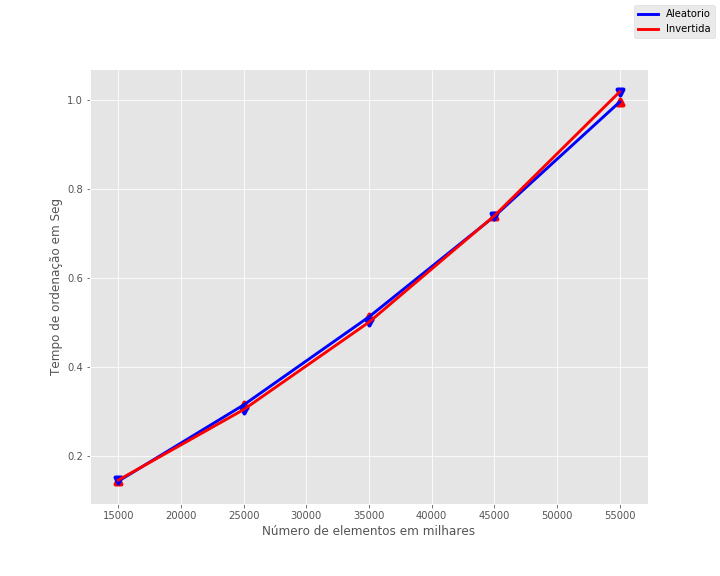 Aleatorio
Invertida
1.0
0.8
0.6
0.4
0.2
Tempo de ordenação em Seg
15000 20000 25000 30000 35000 40000 45000 50000 55000
Número de elementos em milhares